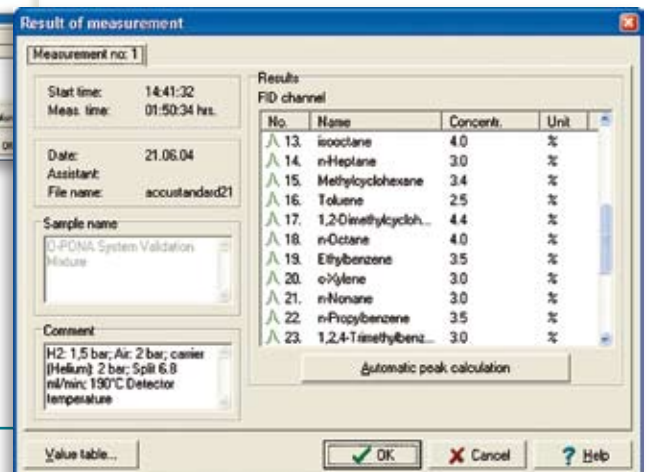 Result of measurement
Measurement no: 1
Start time: 14:41:32
Meas. time: 01:50:34 hrs.
Date: 21.06.04
Assistant:
File name: accustandard21
Sample name
O-PONA System Validation
Mixture
Comment
H2: 1,5 bar; Air: 2 bar; carrier
(Helium): 2 bar; Split 6.8
ml/min; 190°C Detector
temperature
Results
FID channel
No. Name Concentr. Unit
13. isooctane 4.0 %
14. n-Heptane 3.0 %
15. Methylcyclohexane 3.4 %
16. Toluene 2.5 %
17. 1,2-Dimethylcycloh... 4.4 %
18. n-Octane 4.0 %
19. Ethylbenzene 3.5 %
20. o-Xylene 3.0 %
21. n-Nonane 3.0 %
22. n-Propylbenzene 3.5 %
23. 1,2,4-Trimethylbenz... 3.0 %
Automatic peak calculation
Value table...
OK
Cancel
Help